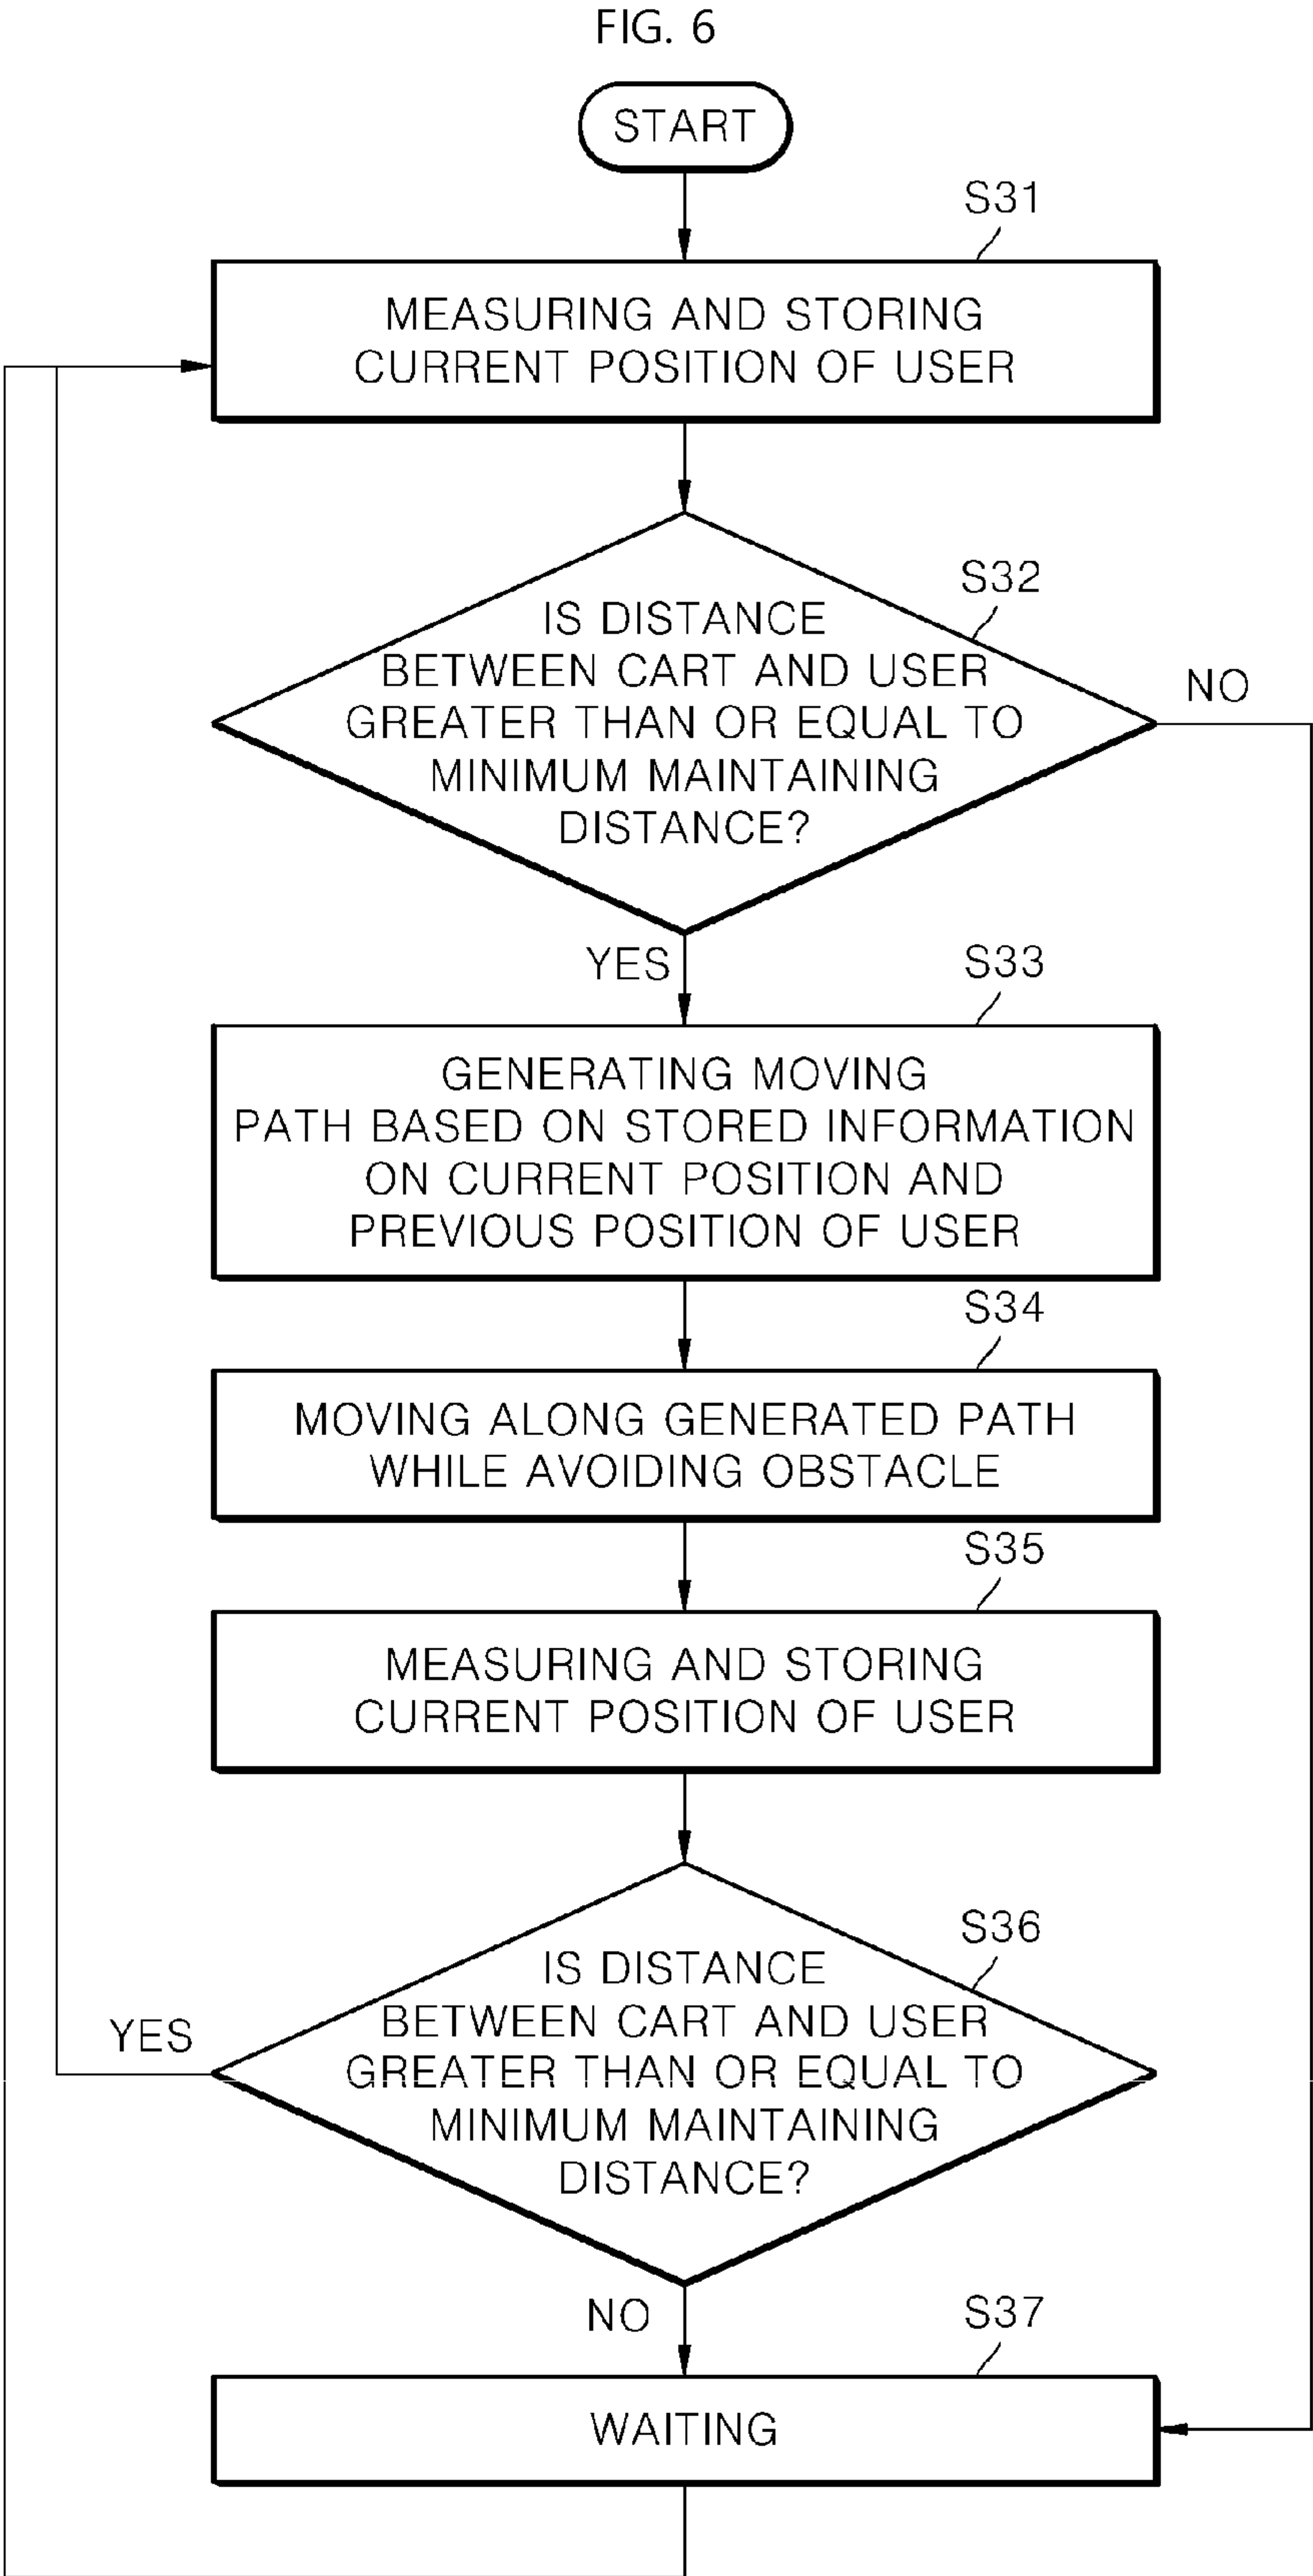 FIG. 6
START
S31
MEASURING AND STORING
CURRENT POSITION OF USER
S32
IS DISTANCE
BETWEEN CART AND USER
GREATER THAN OR EQUAL TO
MINIMUM MAINTAINING
DISTANCE?
NO
YES
S33
GENERATING MOVING
PATH BASED ON STORED INFORMATION
ON CURRENT POSITION AND
PREVIOUS POSITION OF USER
S34
MOVING ALONG GENERATED PATH
WHILE AVOIDING OBSTACLE
S35
MEASURING AND STORING
CURRENT POSITION OF USER
S36
IS DISTANCE
BETWEEN CART AND USER
GREATER THAN OR EQUAL TO
MINIMUM MAINTAINING
DISTANCE?
YES
NO
S37
WAITING